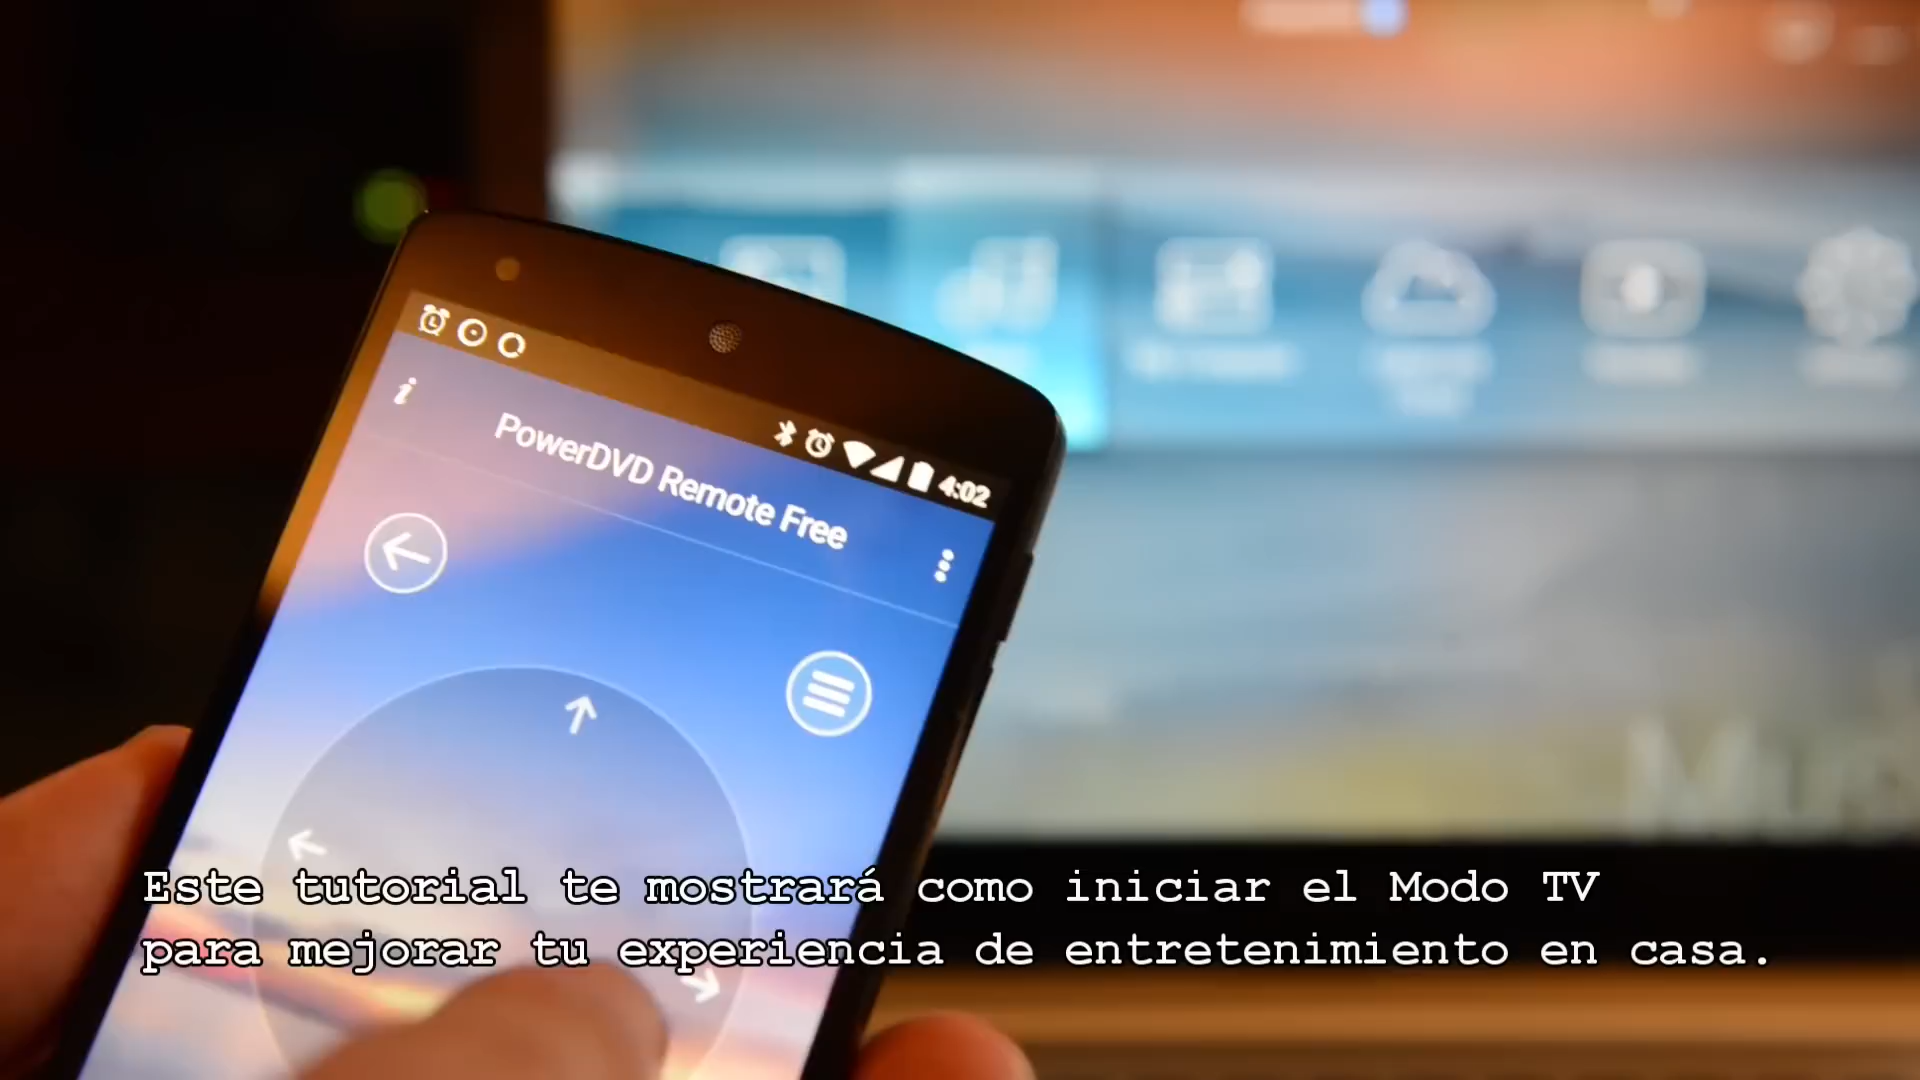 4:02
PowerDVD Remote Free
Este tutorial te mostrará como iniciar el Modo TV
para mejorar tu experiencia de entretenimiento en casa.